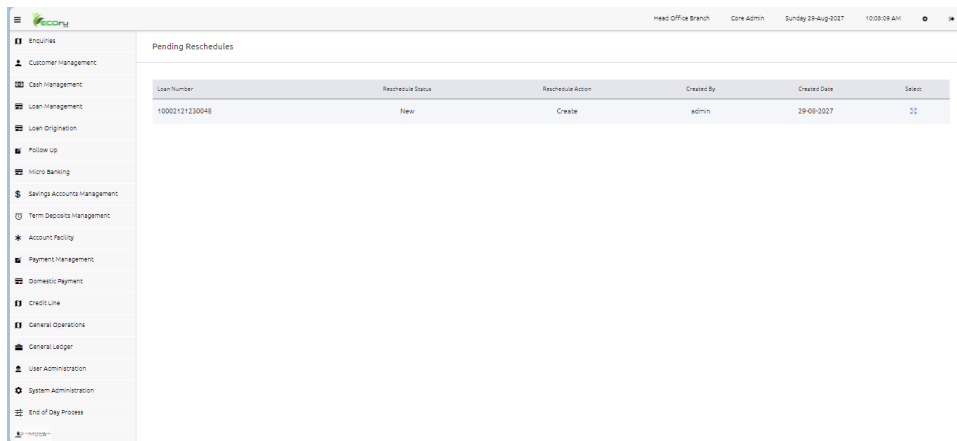 ECOFY Head Office Branch Core Admin Sunday 29-Aug-2027 10:08:09 AM
Enquiries
Pending Reschedules
Customer Management
Cash Management
Loan Number Reschedule Status Reschedule Action Created By Created Date Select
Loan Management
10002121230048 New Create admin 29-08-2027
Loan Origination
Follow Up
Micro Banking
Savings Accounts Management
Term Deposits Management
Account Facility
Payment Management
Domestic Payment
Credit Line
General Operations
General Ledger
User Administration
System Administration
End of Day Process